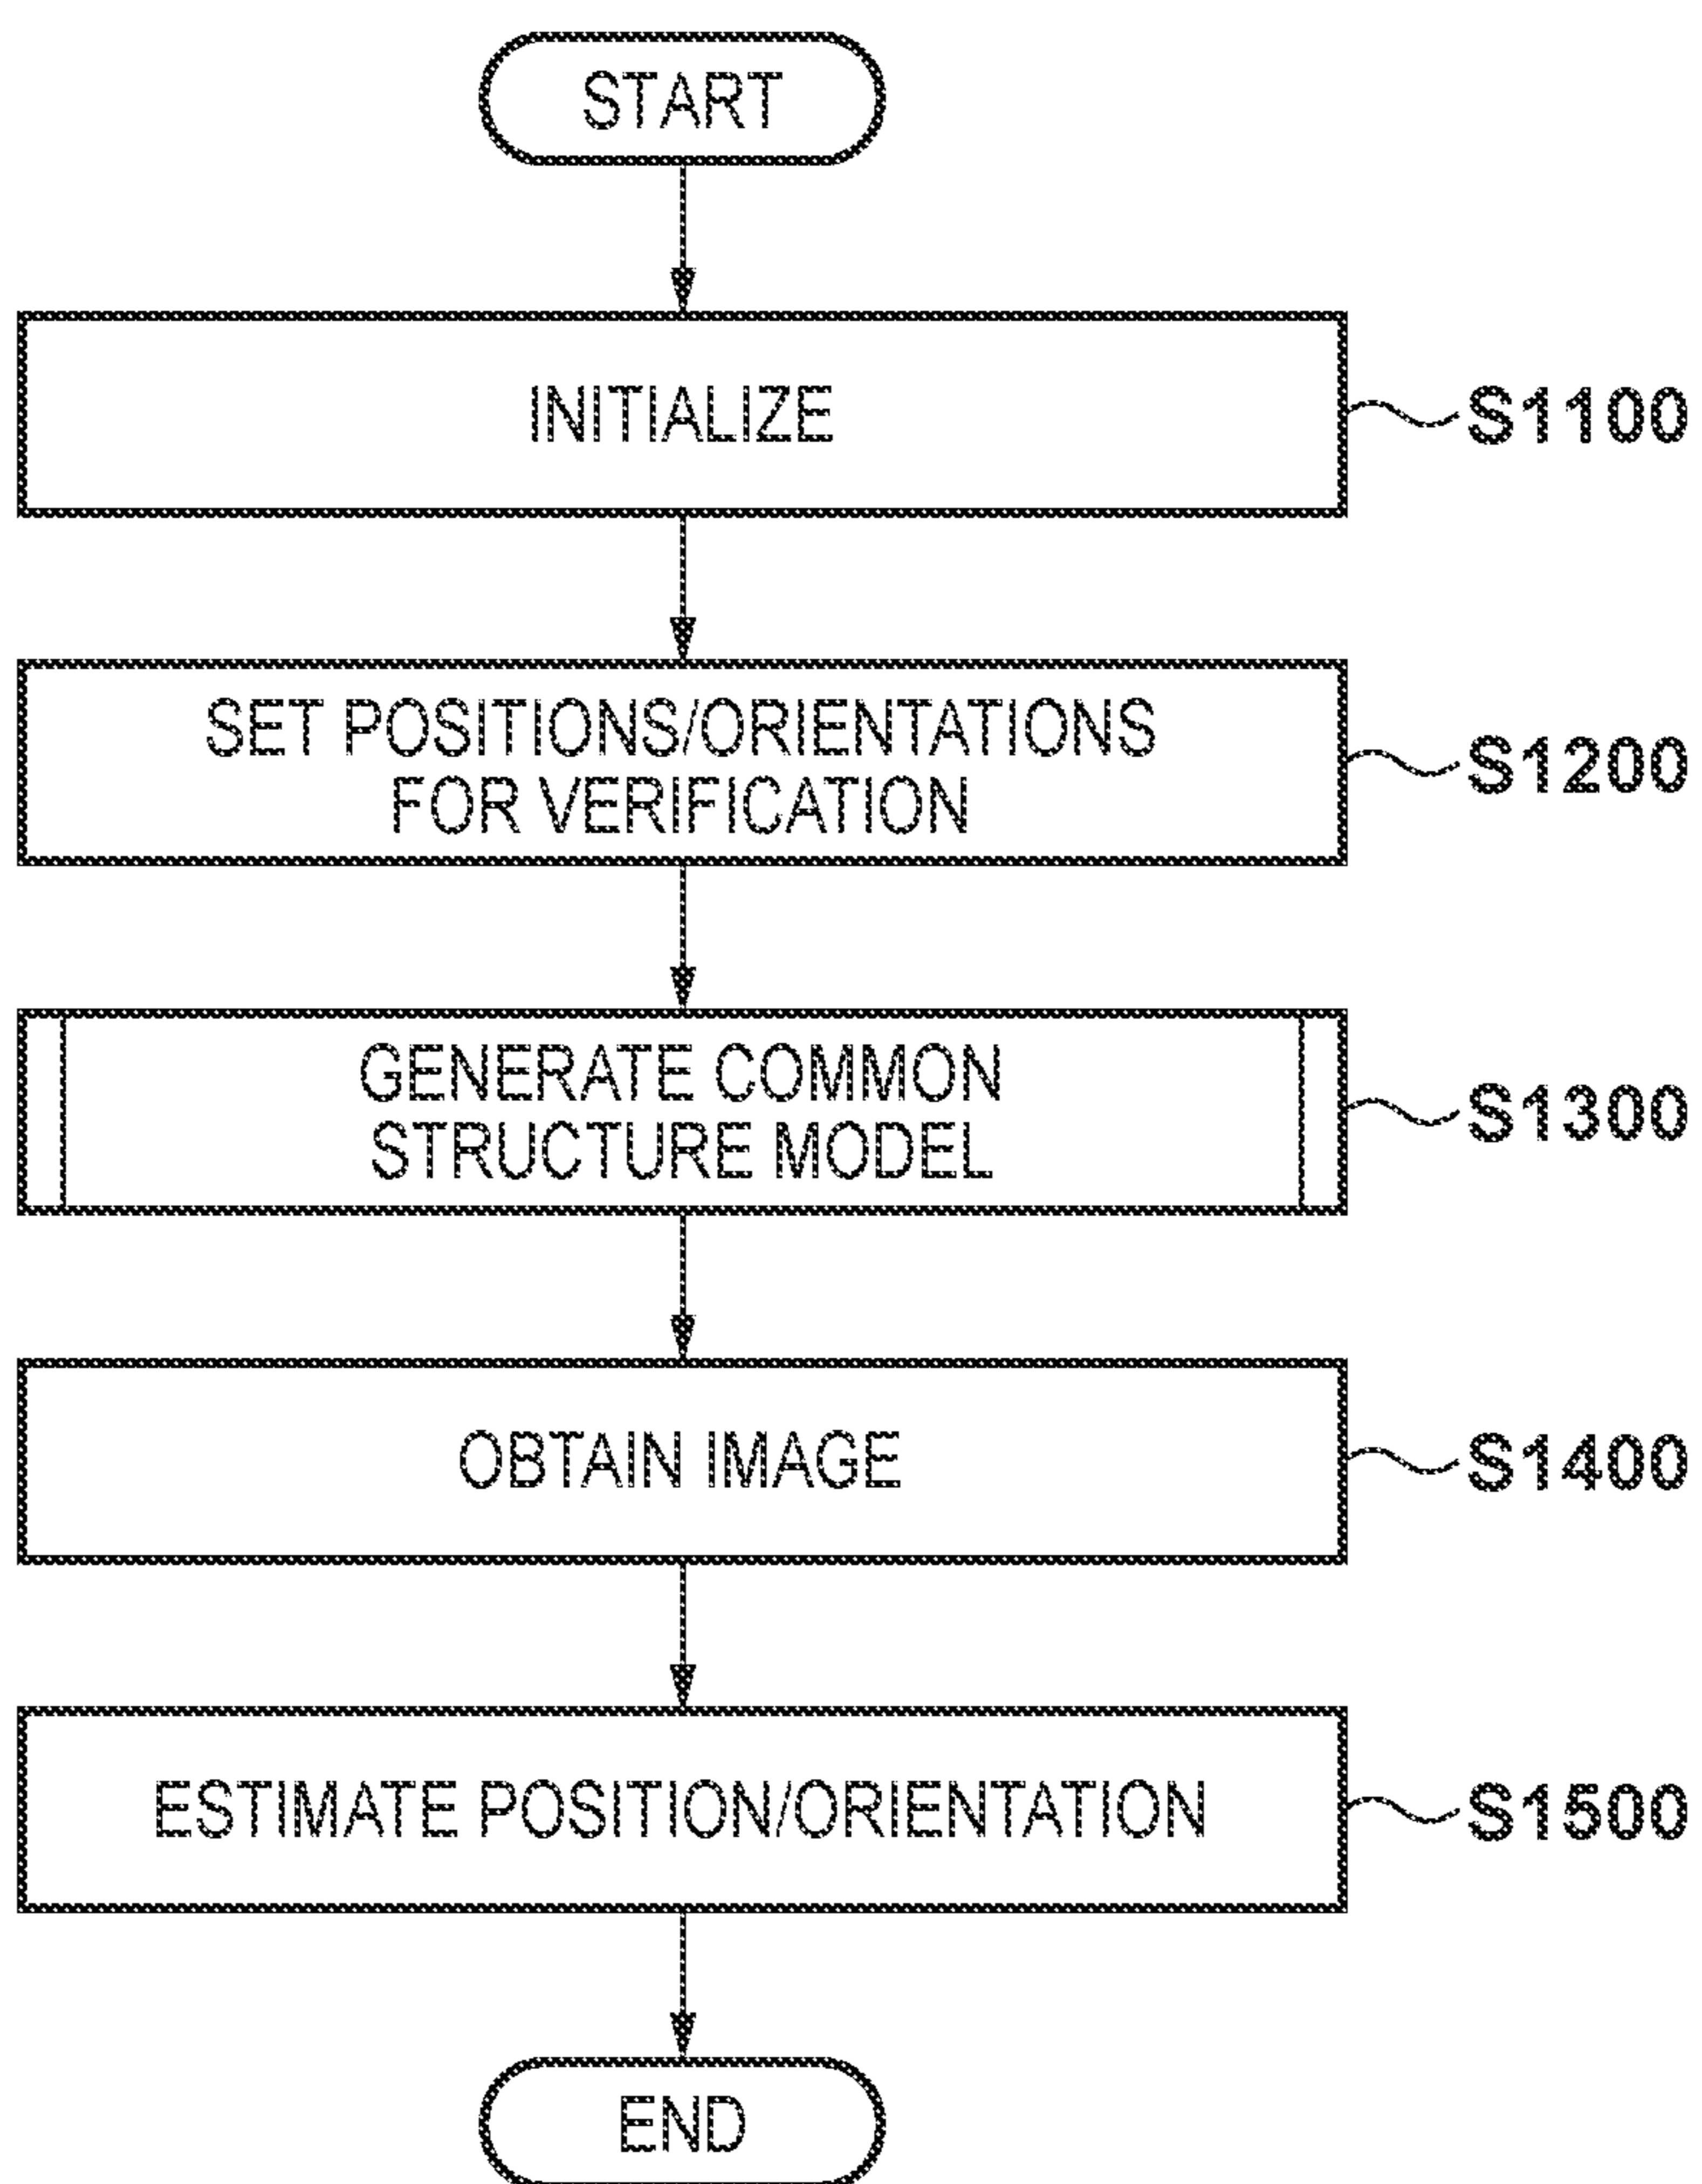 START
INITIALIZE
S1100
SET POSITIONS/ORIENTATIONS
FOR VERIFICATION
S1200
GENERATE COMMON
STRUCTURE MODEL
S1300
OBTAIN IMAGE
S1400
ESTIMATE POSITION/ORIENTATION
S1500
END